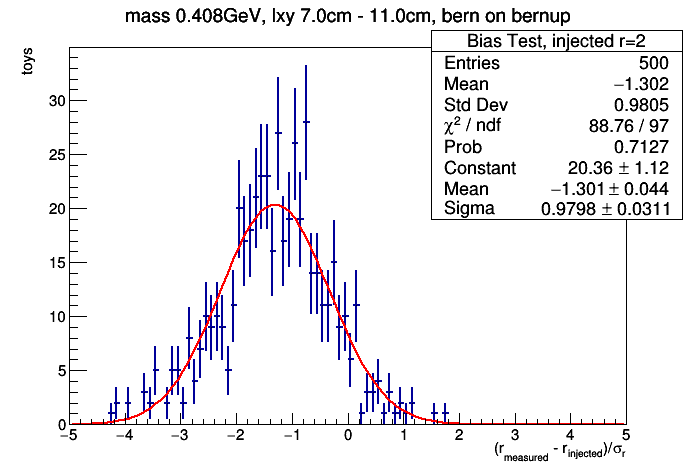 mass 0.408GeV, lxy 7.0cm - 11.0cm, bern on bernup
Bias Test, injected r=2
Entries 500
Mean −1.302
Std Dev 0.9805
χ² / ndf 88.76 / 97
Prob 0.7127
Constant 20.36 ± 1.12
Mean −1.301 ± 0.044
Sigma 0.9798 ± 0.0311
toys
30
25
20
15
10
5
0
−5 −4 −3 −2 −1 0 1 2 3 4 5
(r_measured - r_injected)/σ_r